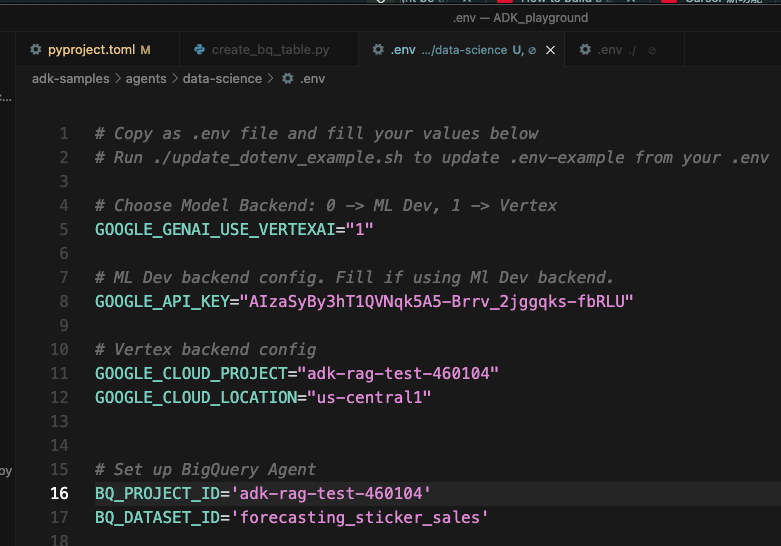 .env — ADK_playground
pyproject.toml M
create_bq_table.py
.env .../data-science U,
.env ./
adk-samples > agents > data-science > .env
1 # Copy as .env file and fill your values below
2 # Run ./update_dotenv_example.sh to update .env-example from your .env
3
4 # Choose Model Backend: 0 -> ML Dev, 1 -> Vertex
5 GOOGLE_GENAI_USE_VERTEXAI="1"
6
7 # ML Dev backend config. Fill if using Ml Dev backend.
8 GOOGLE_API_KEY="AIzaSyBy3hT1QVNqk5A5-Brrv_2jggqks-fbRLU"
9
10 # Vertex backend config
11 GOOGLE_CLOUD_PROJECT="adk-rag-test-460104"
12 GOOGLE_CLOUD_LOCATION="us-central1"
13
14
15 # Set up BigQuery Agent
16 BQ_PROJECT_ID='adk-rag-test-460104'
17 BQ_DATASET_ID='forecasting_sticker_sales'
18